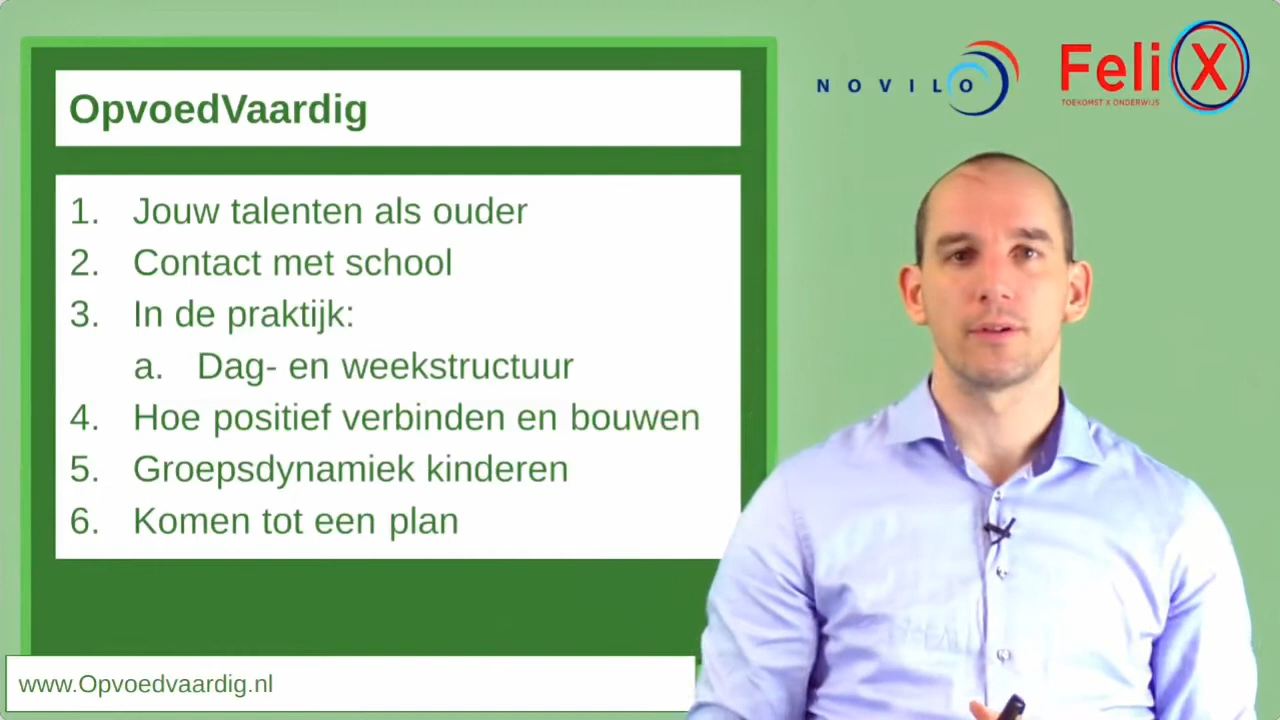 OpvoedVaardig
1. Jouw talenten als ouder
2. Contact met school
3. In de praktijk:
a. Dag- en weekstructuur
4. Hoe positief verbinden en bouwen
5. Groepsdynamiek kinderen
6. Komen tot een plan
www.Opvoedvaardig.nl
NOVILO
FeliX
TOEKOMST X ONDERWIJS